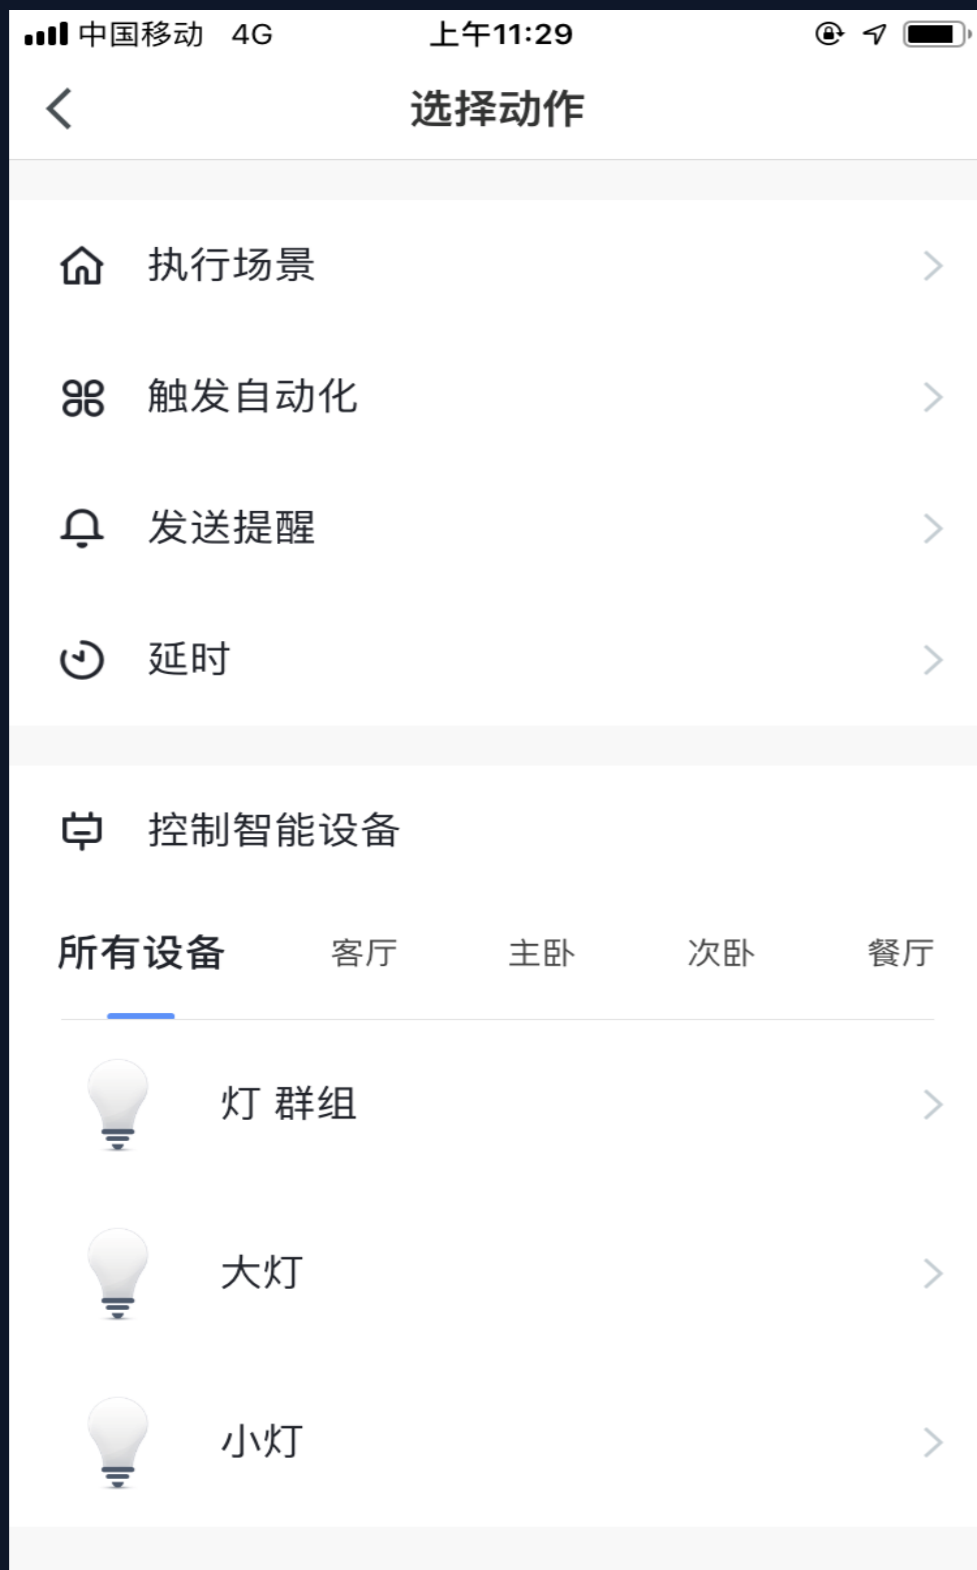 中国移动 4G 上午11:29
选择动作
执行场景
触发自动化
发送提醒
延时
控制智能设备
所有设备 客厅 主卧 次卧 餐厅
灯 群组
大灯
小灯